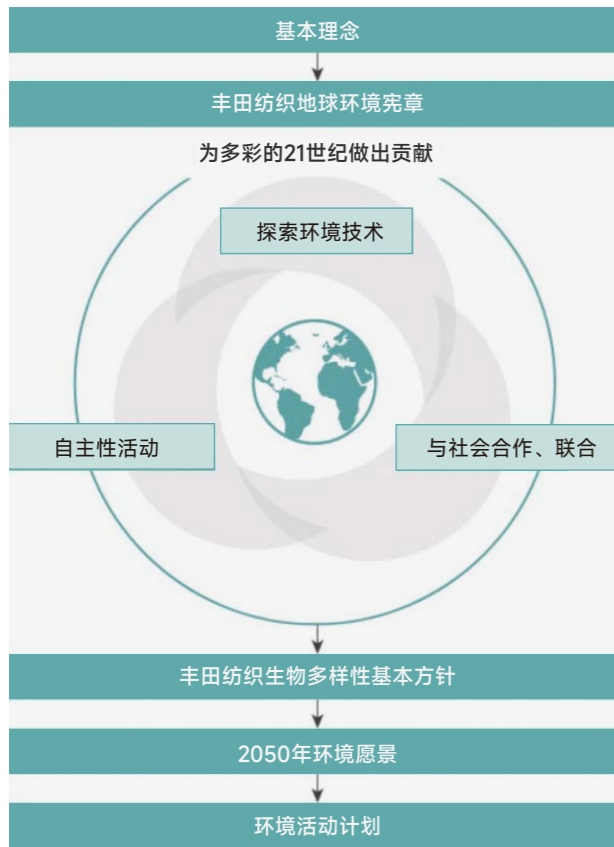 基本理念
丰田纺织地球环境宪章
为多彩的21世纪做出贡献
探索环境技术
自主性活动
与社会合作、联合
丰田纺织生物多样性基本方针
2050年环境愿景
环境活动计划